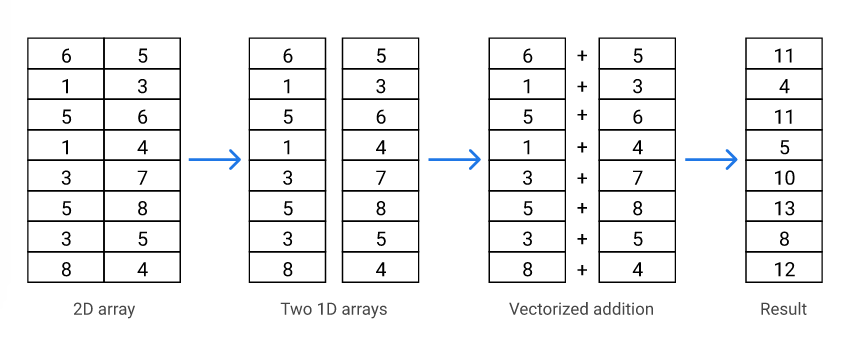 6 5 6 5 6 + 5 11
1 3 1 3 1 + 3 4
5 6 5 6 5 + 6 11
1 4 1 4 1 + 4 5
3 7 3 7 3 + 7 10
5 8 5 8 5 + 8 13
3 5 3 5 3 + 5 8
8 4 8 4 8 + 4 12
2D array Two 1D arrays Vectorized addition Result